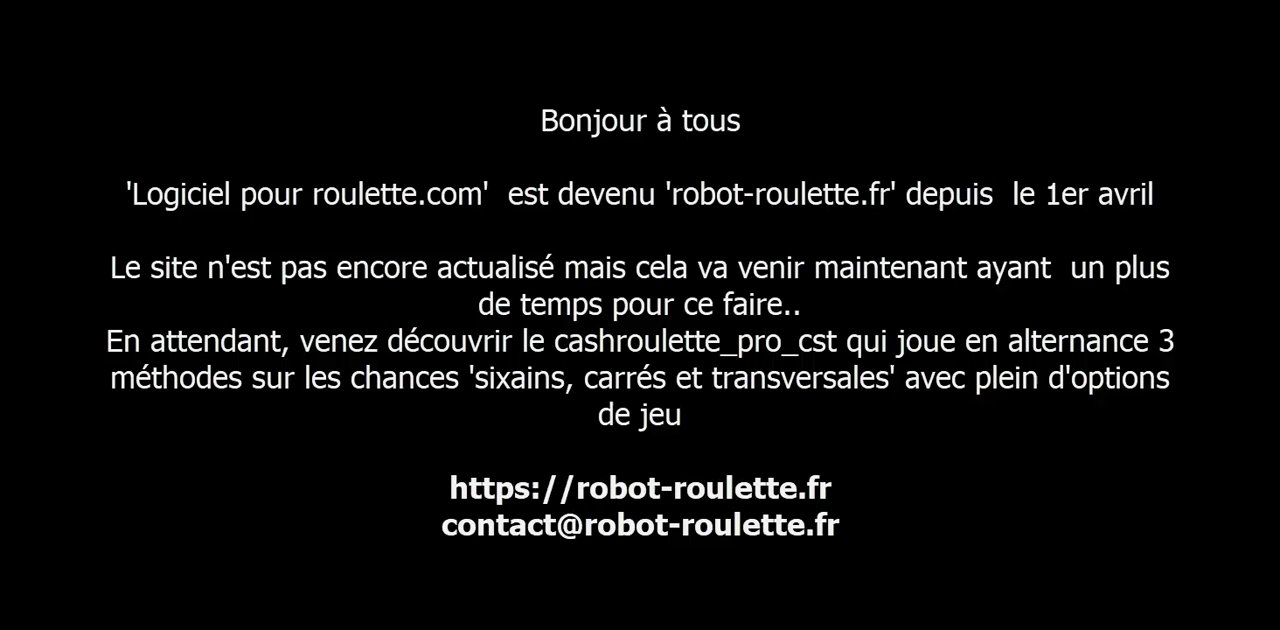 Bonjour à tous
'Logiciel pour roulette.com'  est devenu 'robot-roulette.fr' depuis  le 1er avril
Le site n'est pas encore actualisé mais cela va venir maintenant ayant  un plus
de temps pour ce faire..
En attendant, venez découvrir le cashroulette_pro_cst qui joue en alternance 3
méthodes sur les chances 'sixains, carrés et transversales' avec plein d'options
de jeu
https://robot-roulette.fr
contact@robot-roulette.fr